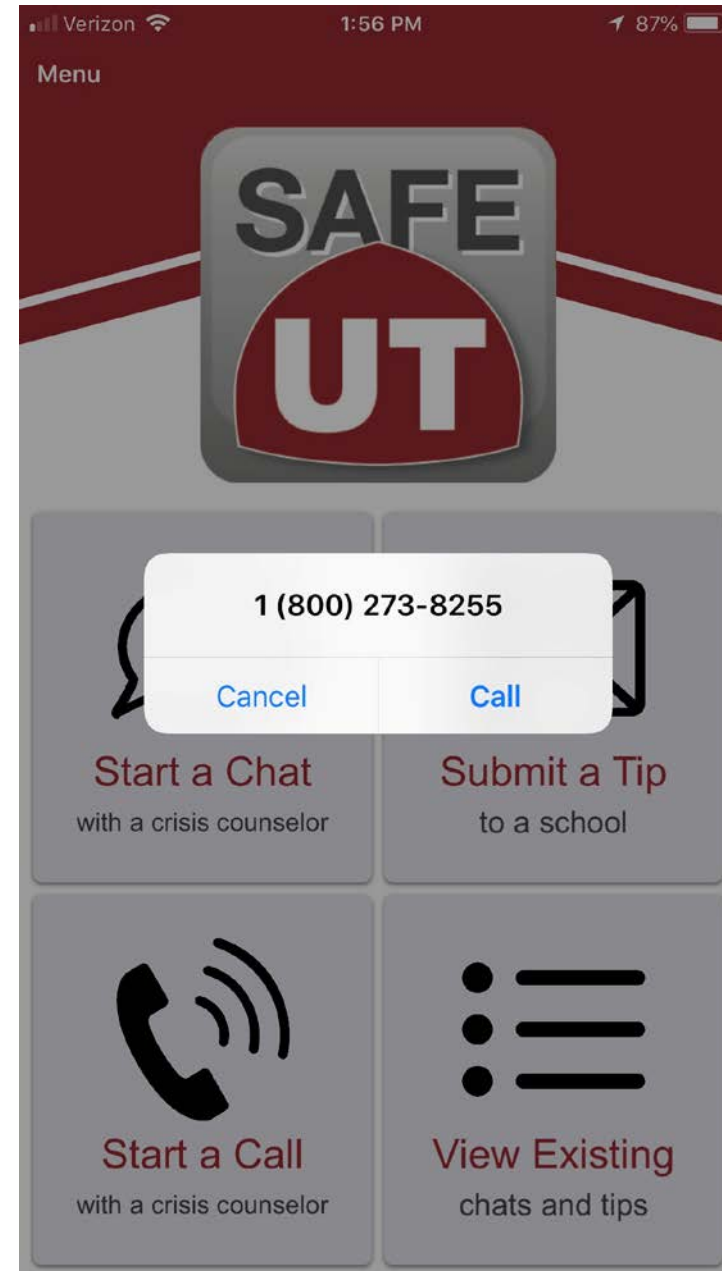 Verizon 1:56 PM 87%
Menu
SAFE
UT
1 (800) 273-8255
Cancel Call
Start a Chat Submit a Tip
with a crisis counselor to a school
Start a Call View Existing
with a crisis counselor chats and tips